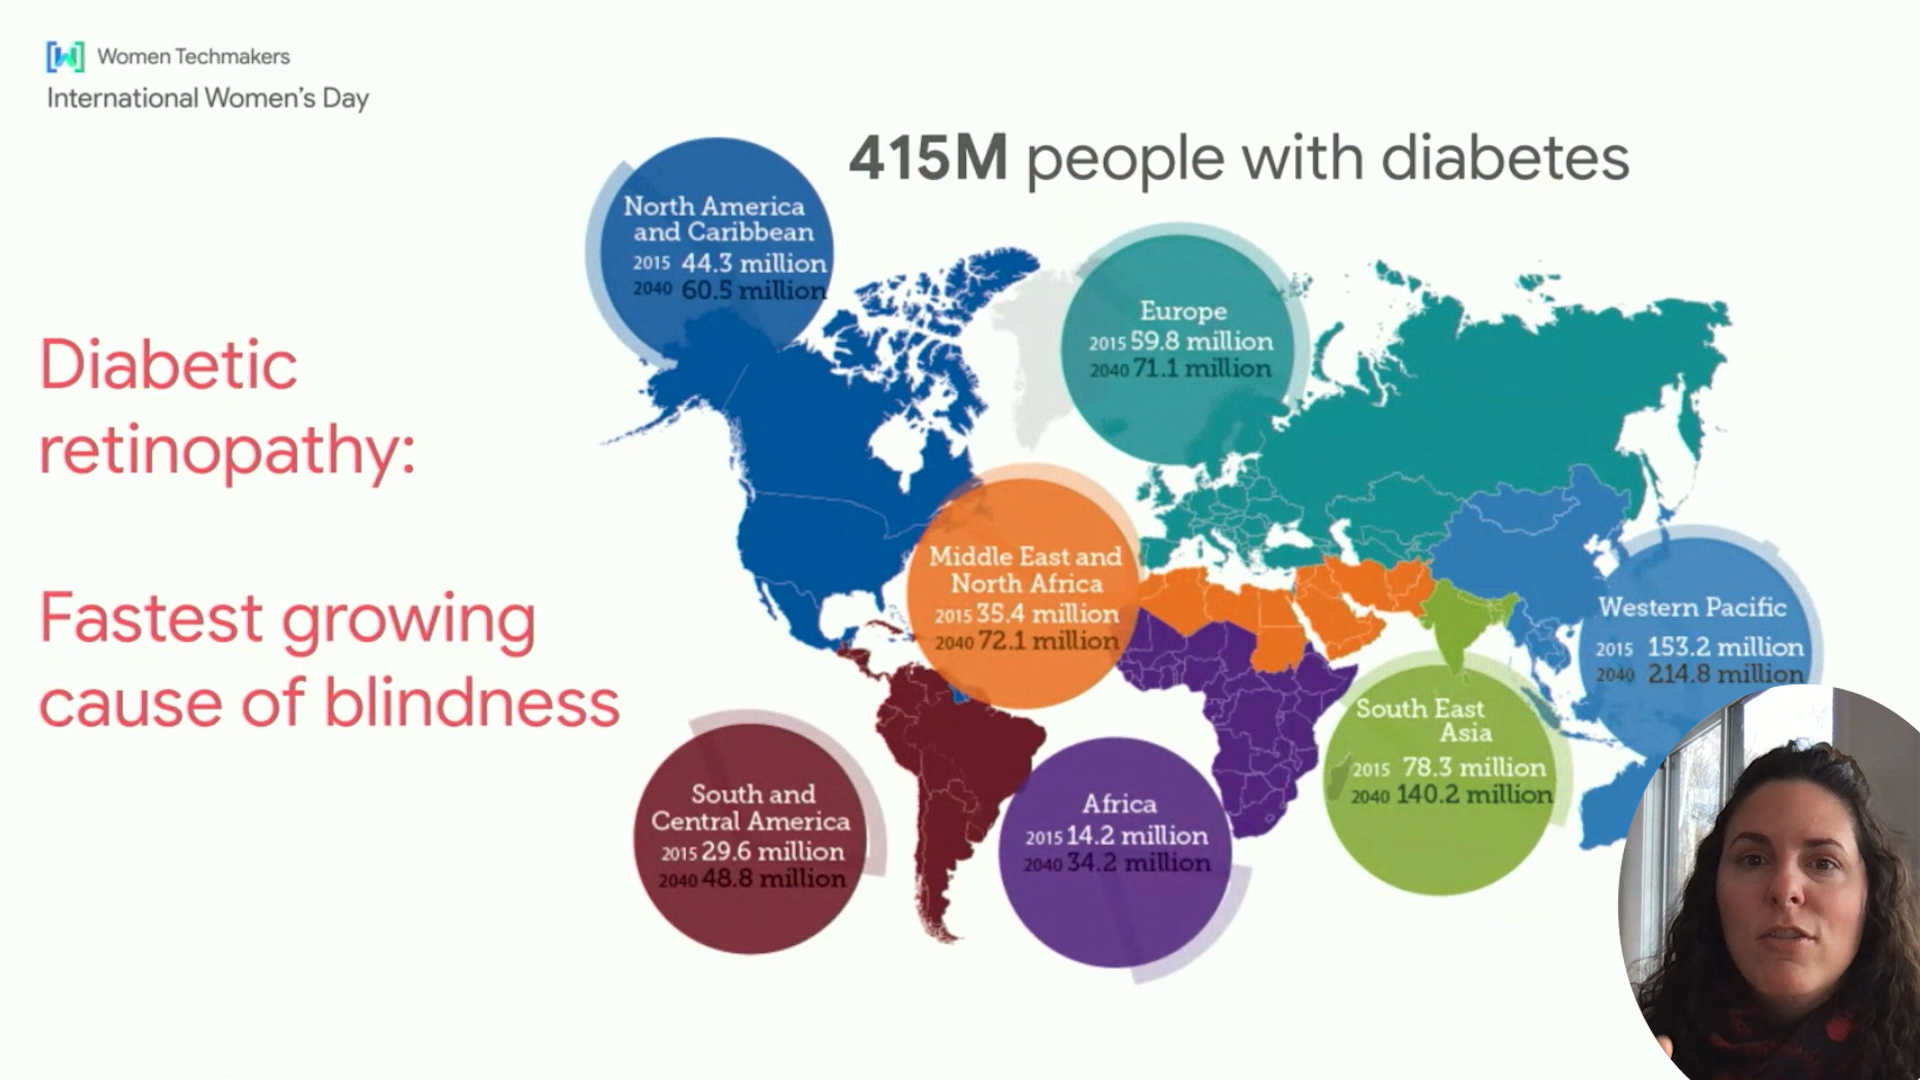 Women Techmakers
International Women's Day
415M people with diabetes
Diabetic
retinopathy:
Fastest growing
cause of blindness
North America
and Caribbean
2015 44.3 million
2040 60.5 million
Europe
2015 59.8 million
2040 71.1 million
Middle East and
North Africa
2015 35.4 million
2040 72.1 million
Western Pacific
2015 153.2 million
2040 214.8 million
South East
Asia
2015 78.3 million
2040 140.2 million
South and
Central America
2015 29.6 million
2040 48.8 million
Africa
2015 14.2 million
2040 34.2 million